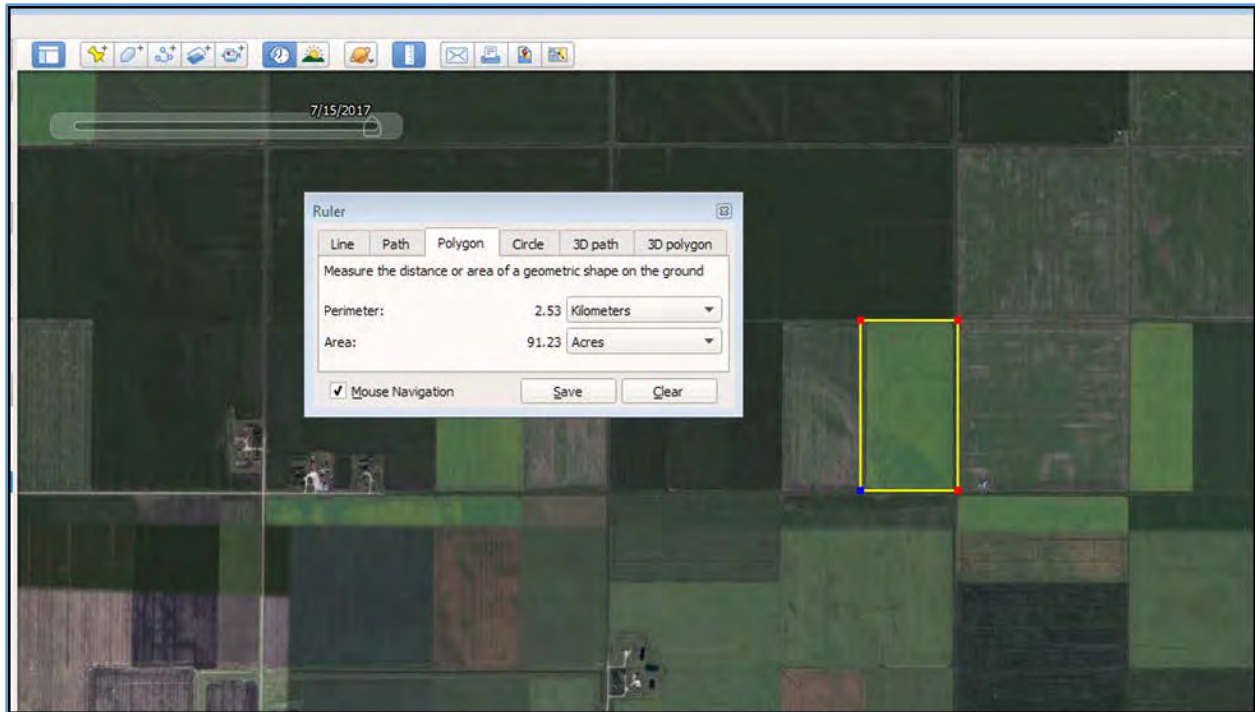 7/15/2017
Ruler
Line Path Polygon Circle 3D path 3D polygon
Measure the distance or area of a geometric shape on the ground
Perimeter: 2.53 Kilometers
Area: 91.23 Acres
Mouse Navigation Save Clear